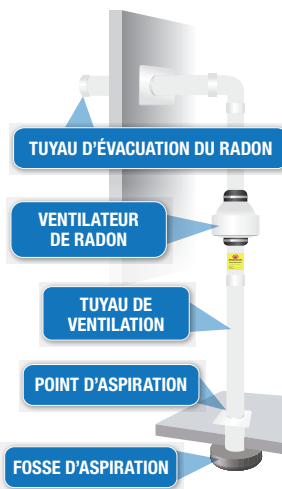 TUYAU D'ÉVACUATION DU RADON
VENTILATEUR
DE RADON
TUYAU DE
VENTILATION
POINT D'ASPIRATION
FOSSE D'ASPIRATION